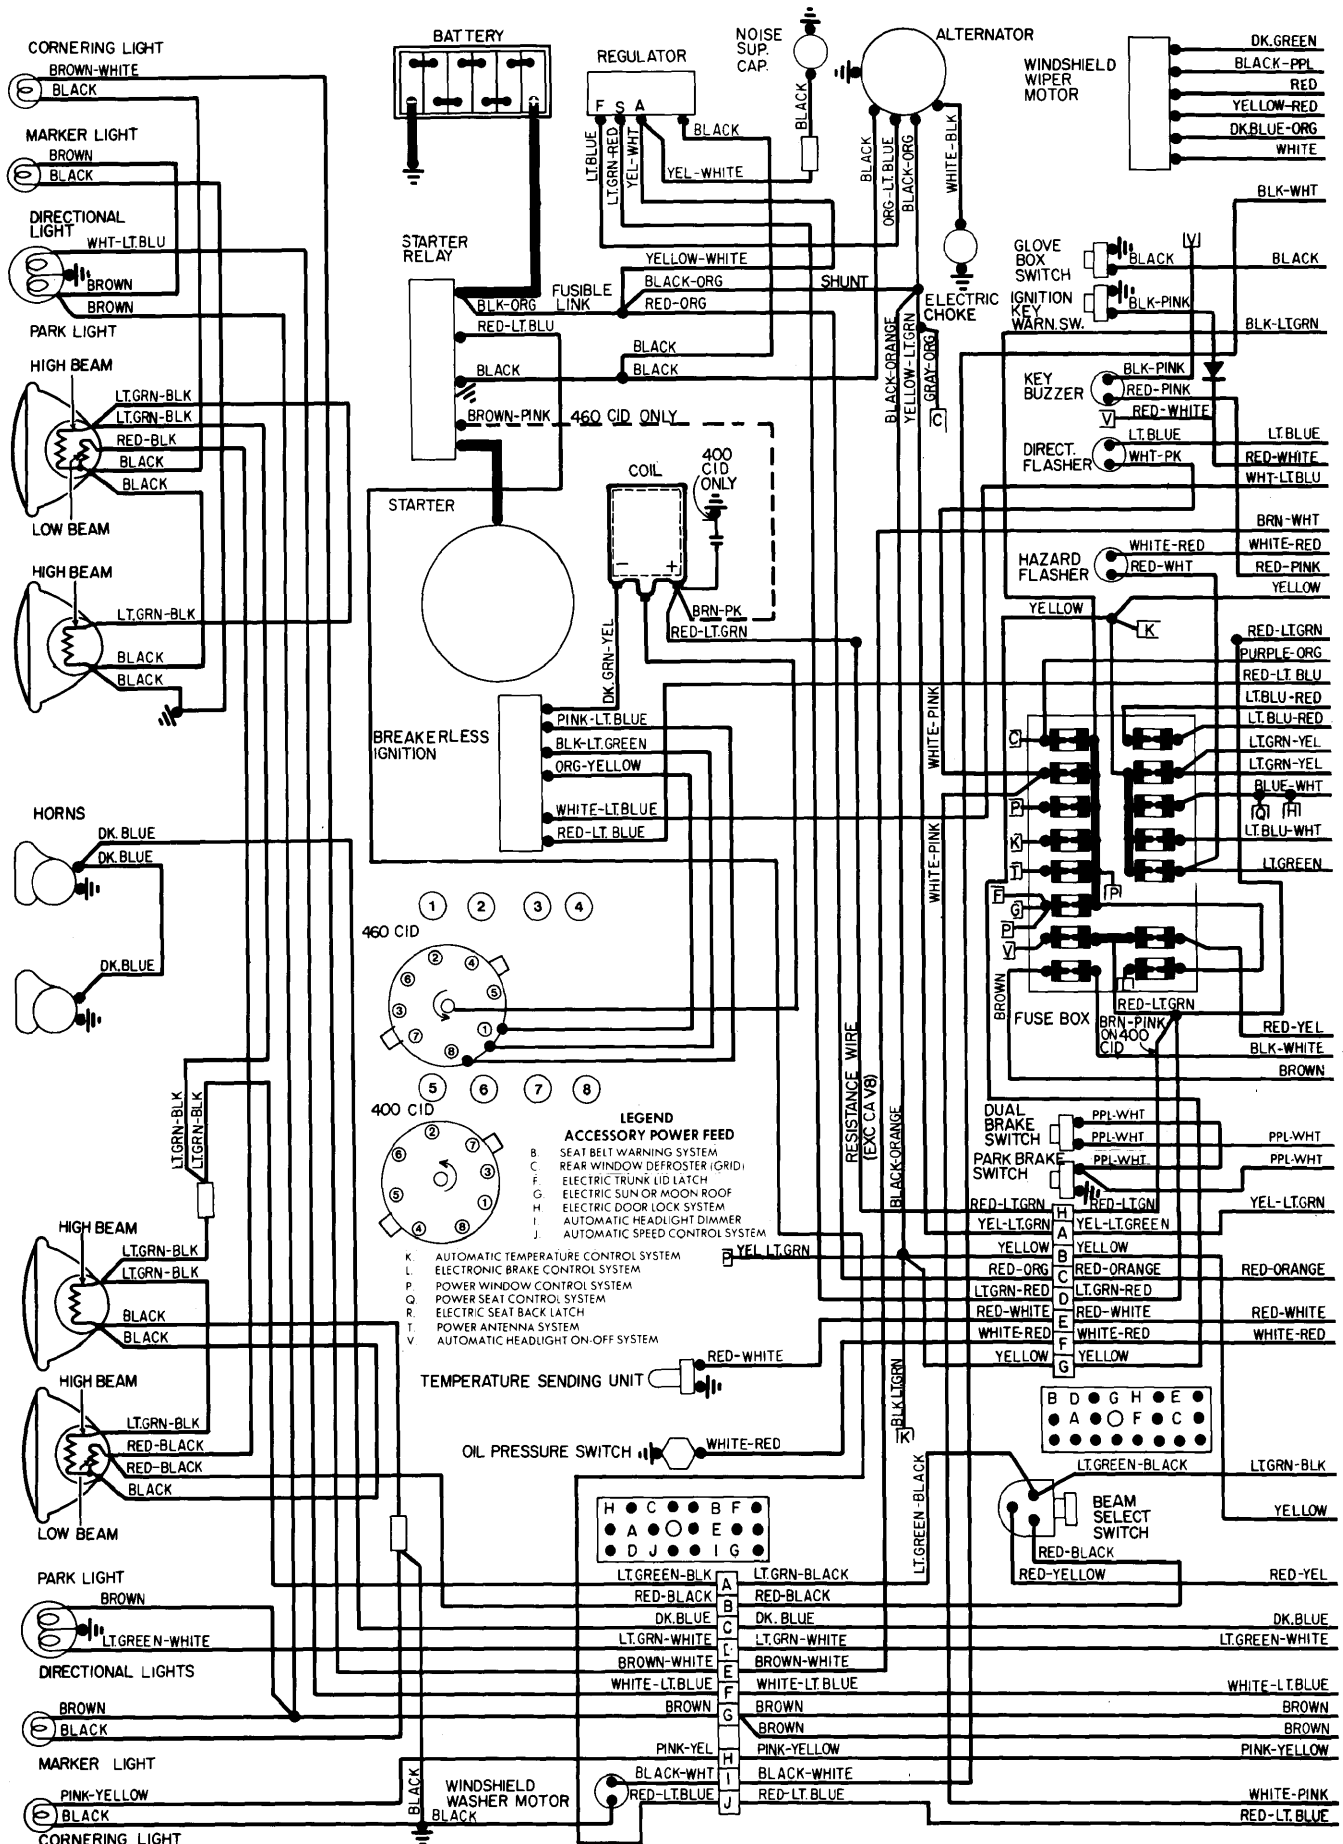 CORNERING LIGHT
BROWN-WHITE
BLACK
MARKER LIGHT
BROWN
BLACK
DIRECTIONAL
LIGHT
WHT-LT.BLU
BROWN
BROWN
PARK LIGHT
HIGH BEAM
LT.GRN-BLK
LT.GRN-BLK
RED-BLK
BLACK
BLACK
LOW BEAM
HIGH BEAM
LT.GRN-BLK
BLACK
BLACK
HORNS
DK.BLUE
DK.BLUE
DK.BLUE
LT.GRN-BLK
LT.GRN-BLK
HIGH BEAM
LT.GRN-BLK
LT.GRN-BLK
BLACK
BLACK
HIGH BEAM
LT.GRN-BLK
RED-BLACK
RED-BLACK
BLACK
LOW BEAM
PARK LIGHT
BROWN
LT.GREEN-WHITE
DIRECTIONAL LIGHTS
BROWN
BLACK
MARKER LIGHT
PINK-YELLOW
BLACK
CORNERING LIGHT
BATTERY
REGULATOR
F S A
BLACK
LT.BLUE
LT.GRN-RED
YEL-WHT
YEL-WHITE
NOISE
SUP.
CAP.
BLACK
ALTERNATOR
BLACK
ORG-LT.BLUE
BLACK-ORG
WHITE-BLK
STARTER
RELAY
YELLOW-WHITE
BLACK-ORG
SHUNT
FUSIBLE
LINK
BLK-ORG
RED-ORG
RED-LT.BLU
BLACK
BLACK
BLACK
BROWN-PINK
460 CID ONLY
ELECTRIC
CHOKE
BLACK-ORANGE
YELLOW-LT.GRN
GRAY-ORG
C
STARTER
COIL
400
CID
ONLY
- +
BRN-PK
RED-LT.GRN
DK. GRN-YEL
BREAKERLESS
IGNITION
PINK-LT.BLUE
BLK-LT.GREEN
ORG-YELLOW
WHITE-LT.BLUE
RED-LT. BLUE
1 2 3 4
460 CID
2 4 6 5 3 1 7 8
5 6 7 8
400 CID
2 7 6 3 5 1 4 8
LEGEND
ACCESSORY POWER FEED
B. SEAT BELT WARNING SYSTEM
C. REAR WINDOW DEFROSTER (GRID)
F. ELECTRIC TRUNK LID LATCH
G. ELECTRIC SUN OR MOON ROOF
H. ELECTRIC DOOR LOCK SYSTEM
I. AUTOMATIC HEADLIGHT DIMMER
J. AUTOMATIC SPEED CONTROL SYSTEM
K. AUTOMATIC TEMPERATURE CONTROL SYSTEM
L. ELECTRONIC BRAKE CONTROL SYSTEM
P. POWER WINDOW CONTROL SYSTEM
Q. POWER SEAT CONTROL SYSTEM
R. ELECTRIC SEAT BACK LATCH
T. POWER ANTENNA SYSTEM
V. AUTOMATIC HEADLIGHT ON-OFF SYSTEM
RESISTANCE WIRE
(EXC CA V8)
BLACK-ORANGE
P YEL LT.GRN
RED-WHITE
TEMPERATURE SENDING UNIT
OIL PRESSURE SWITCH
WHITE-RED
BLK LT.GRN
K
H C B F
A E
D J I G
LT.GREEN-BLACK
LT.GREEN-BLK A LT.GRN-BLACK
RED-BLACK B RED-BLACK
DK.BLUE C DK. BLUE
LT.GRN-WHITE LT.GRN-WHITE
BROWN-WHITE E BROWN-WHITE
WHITE-LT.BLUE F WHITE-LT.BLUE
BROWN G BROWN
BROWN
PINK-YEL H PINK-YELLOW
BLACK-WHT I BLACK-WHITE
RED-LT.BLUE J RED-LT.BLUE
WINDSHIELD
WASHER MOTOR
BLACK
BLACK
WINDSHIELD
WIPER
MOTOR
DK.GREEN
BLACK-PPL
RED
YELLOW-RED
DK.BLUE-ORG
WHITE
BLK-WHT
V
GLOVE
BOX
SWITCH
BLACK
BLACK
IGNITION
KEY
WARN.SW.
BLK-PINK
BLK-LT.GRN
KEY
BUZZER
BLK-PINK
RED-PINK
V
RED-WHITE
DIRECT.
FLASHER
LT.BLUE
LT.BLUE
WHT-PK
RED-WHITE
WHT-LT.BLU
BRN-WHT
HAZARD
FLASHER
WHITE-RED
WHITE-RED
RED-WHT
RED-PINK
YELLOW
YELLOW
K
RED-LT.GRN
PURPLE-ORG
RED-LT. BLU
LT.BLU-RED
LT.BLU-RED
LT.GRN-YEL
LT.GRN-YEL
BLUE-WHT
Q H
LT.BLU-WHT
LT.GREEN
WHITE-PINK
WHITE-PINK
C
P
K
T
F
G
P
V
P
BROWN
FUSE BOX
RED-LT.GRN
BRN-PINK
ON 400
CID
RED-YEL
BLK-WHITE
BROWN
DUAL
BRAKE
SWITCH
PPL-WHT
PPL-WHT
PPL-WHT
PARK BRAKE
SWITCH
PPL-WHT
PPL-WHT
RED-LT.GRN H RED-LT.GN
YEL-LT.GRN A YEL-LT.GREEN YEL-LT.GRN
YELLOW B YELLOW
RED-ORG C RED-ORANGE RED-ORANGE
LT.GRN-RED D LT.GRN-RED
RED-WHITE E RED-WHITE RED-WHITE
WHITE-RED F WHITE-RED WHITE-RED
YELLOW G YELLOW
B D G H E
A F C
LT.GREEN-BLACK
LT.GRN-BLK
BEAM
SELECT
SWITCH
YELLOW
RED-BLACK
RED-YELLOW
RED-YEL
DK.BLUE
LT.GREEN-WHITE
WHITE-LT.BLUE
BROWN
BROWN
PINK-YELLOW
WHITE-PINK
RED-LT.BLUE